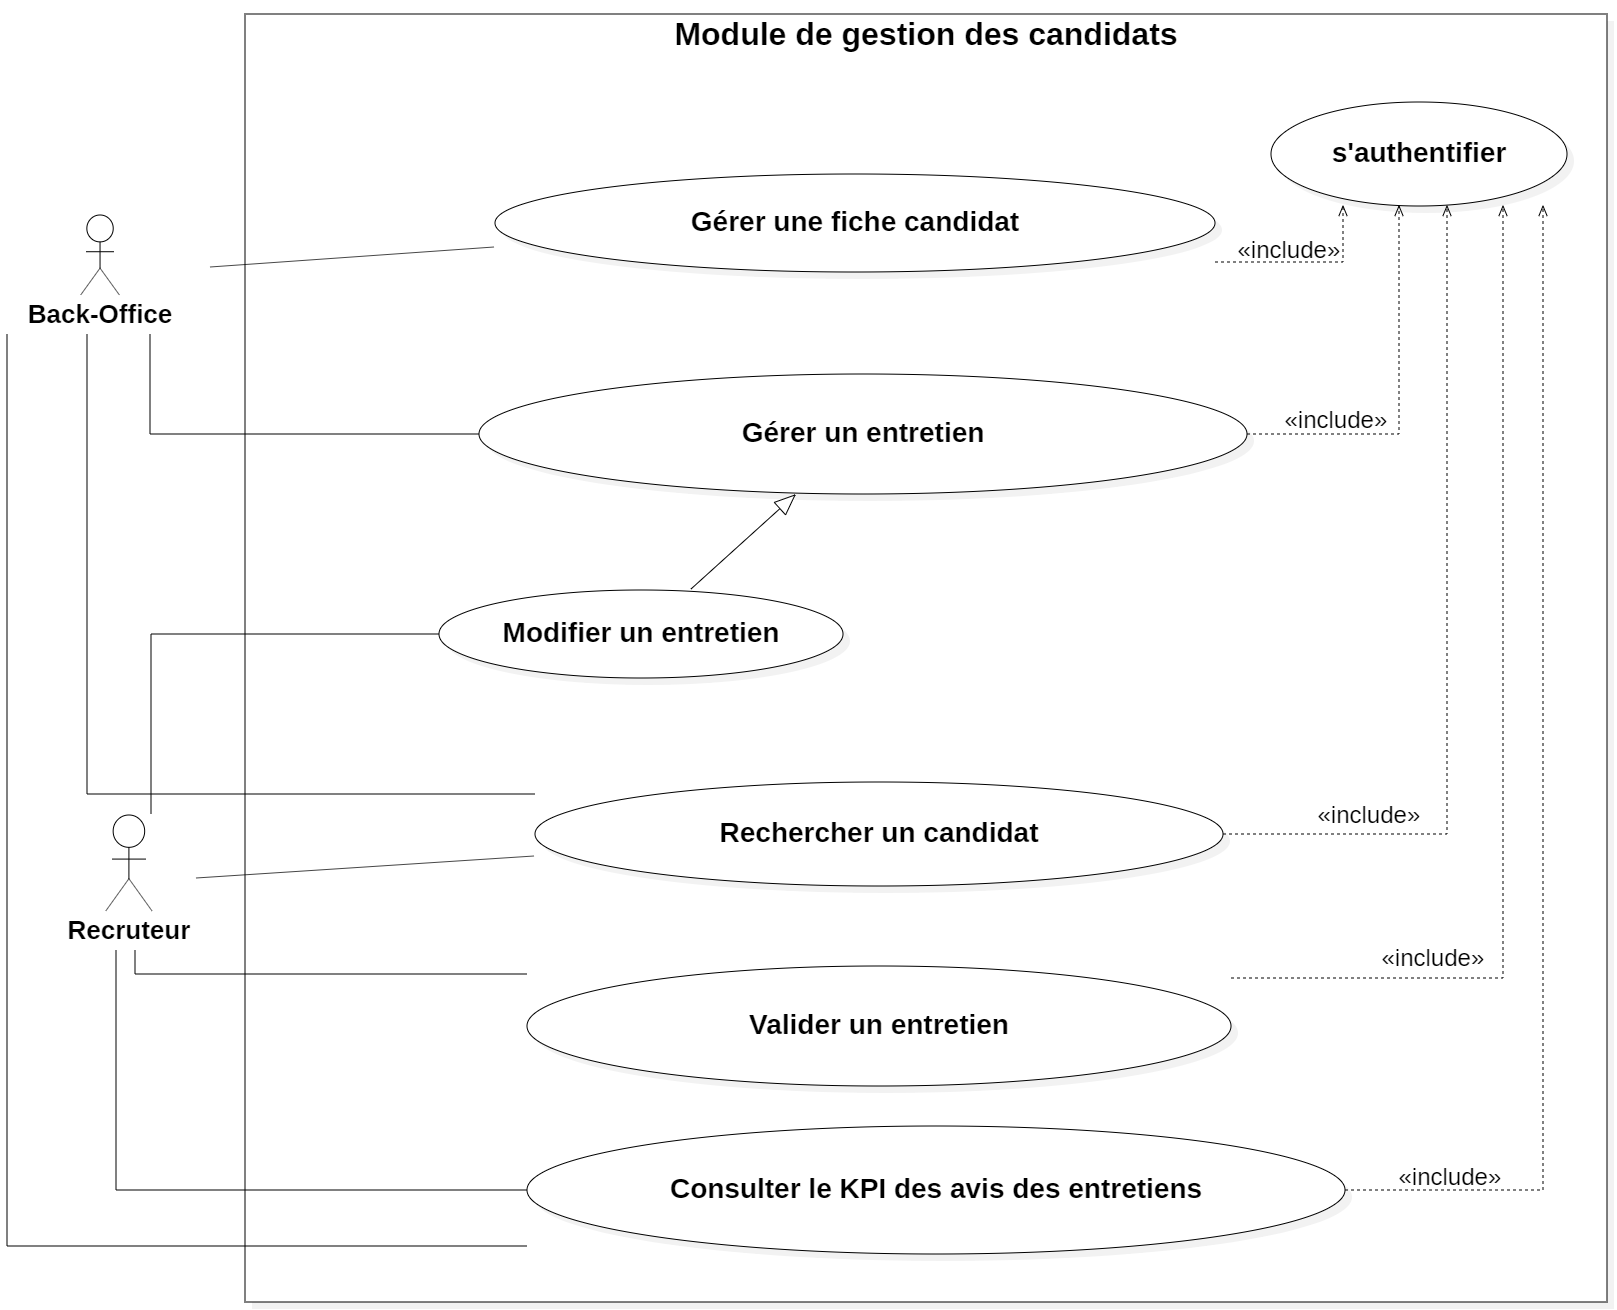 Module de gestion des candidats
s'authentifier
Gérer une fiche candidat
«include»
Back-Office
Gérer un entretien
«include»
Modifier un entretien
Rechercher un candidat
«include»
Recruteur
«include»
Valider un entretien
Consulter le KPI des avis des entretiens
«include»